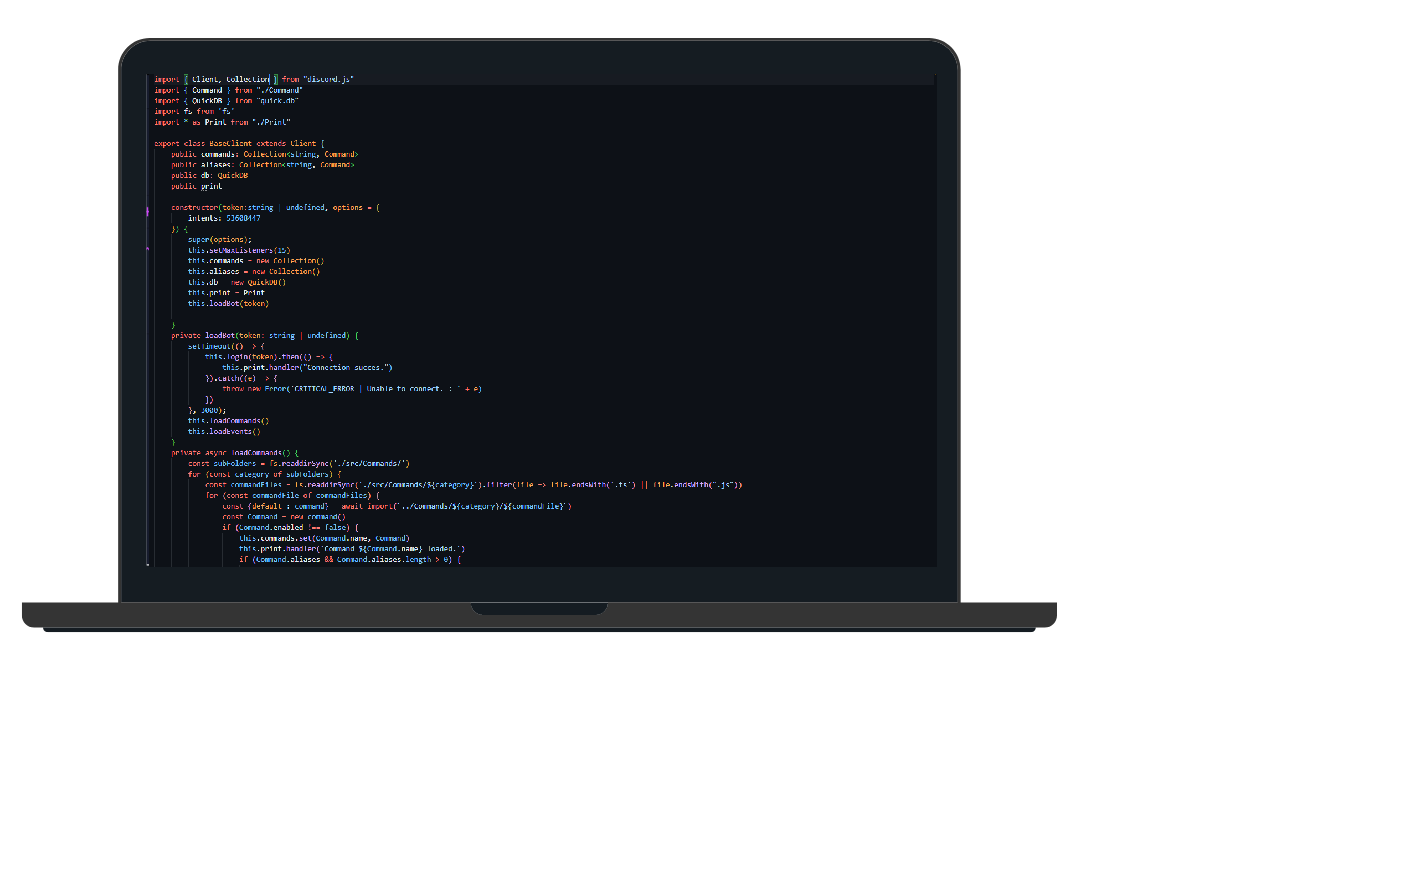 import { Client, Collection } from "discord.js"
import { Command } from "./Command"
import { QuickDB } from "quick.db"
import fs from 'fs'
import * as Print from "./Print"
export class BaseClient extends Client {
public commands: Collection<string, Command>
public aliases: Collection<string, Command>
public db: QuickDB
public print
constructor(token:string | undefined, options = {
intents: 53608447
}) {
super(options);
this.setMaxListeners(15)
this.commands = new Collection()
this.aliases = new Collection()
this.db = new QuickDB()
this.print = Print
this.loadBot(token)
}
private loadBot(token: string | undefined) {
setTimeout(() => {
this.login(token).then(() => {
this.print.handler("Connection succes.")
}).catch((e) => {
throw new Error(`CRITICAL_ERROR | Unable to connect. : ` + e)
})
}, 3000);
this.loadCommands()
this.loadEvents()
}
private async loadCommands() {
const subFolders = fs.readdirSync('./src/Commands/')
for (const category of subFolders) {
const commandFiles = fs.readdirSync(`./src/Commands/${category}`).filter(file => file.endsWith('.ts') || file.endsWith(".js"))
for (const commandFile of commandFiles) {
const {default : command} = await import(`../Commands/${category}/${commandFile}`)
const Command = new command()
if (Command.enabled !== false) {
this.commands.set(Command.name, Command)
this.print.handler(`Command ${Command.name} loaded.`)
if (Command.aliases && Command.aliases.length > 0) {